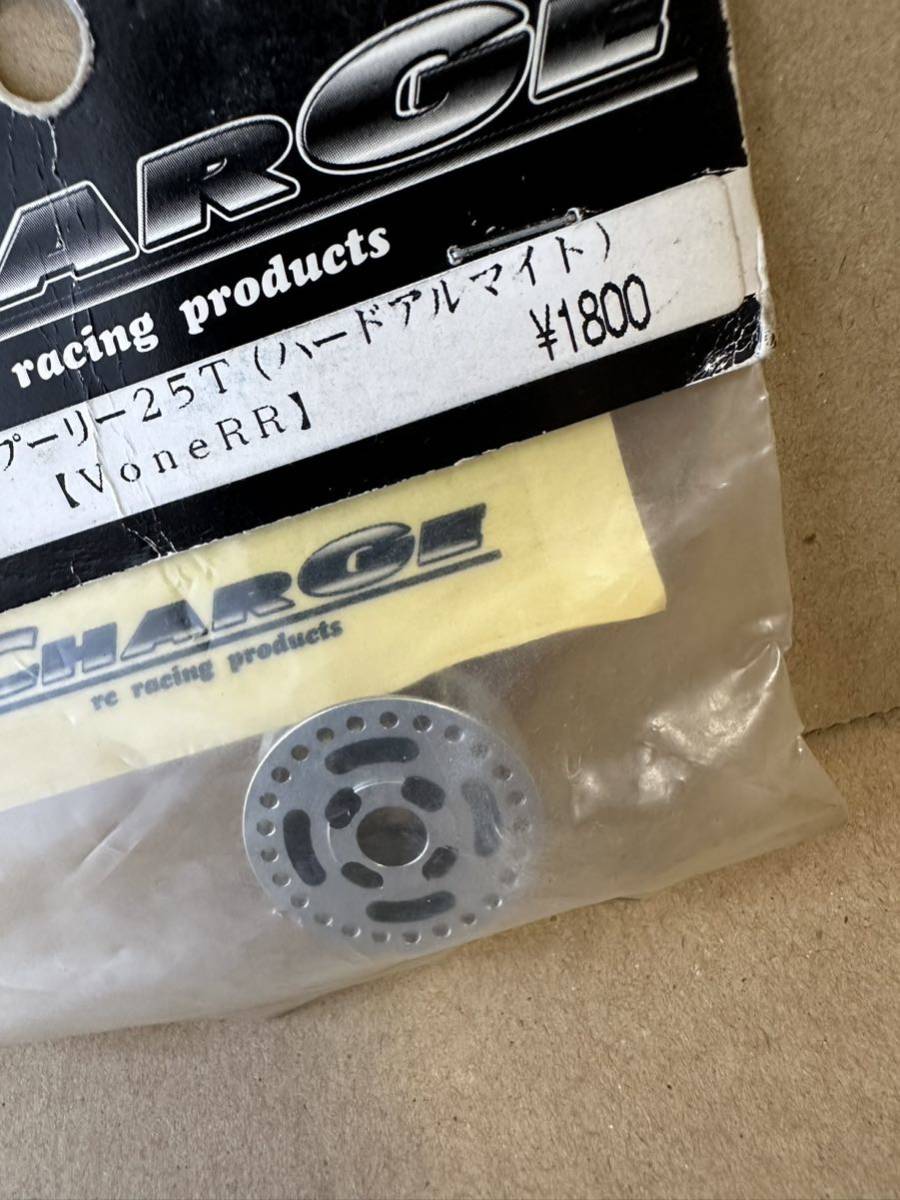 ARGE
racing products
プーリー25T(ハードアルマイト)
¥1800
【VoneRR】
CHARGE
rc racing products